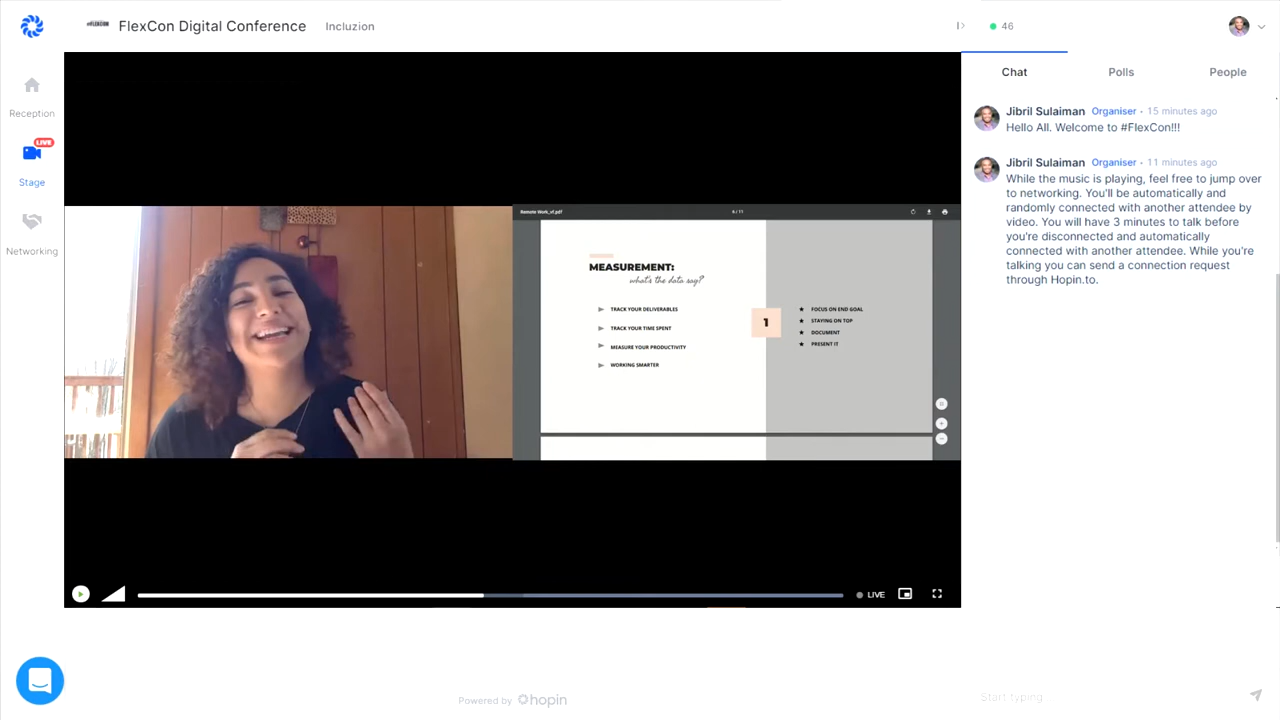 #FLEXCON
FlexCon Digital Conference
Incluzion
46
Reception
LIVE
Stage
Networking
Remote Work_vf.pdf
6 / 11
MEASUREMENT:
what's the data say?
TRACK YOUR DELIVERABLES
TRACK YOUR TIME SPENT
MEASURE YOUR PRODUCTIVITY
WORKING SMARTER
1
FOCUS ON END GOAL
STAYING ON TOP
DOCUMENT
PRESENT IT
LIVE
Powered by hopin
Chat
Polls
People
Jibril Sulaiman Organiser • 15 minutes ago
Hello All. Welcome to #FlexCon!!!
Jibril Sulaiman Organiser • 11 minutes ago
While the music is playing, feel free to jump over
to networking. You'll be automatically and
randomly connected with another attendee by
video. You will have 3 minutes to talk before
you're disconnected and automatically
connected with another attendee. While you're
talking you can send a connection request
through Hopin.to.
Start typing